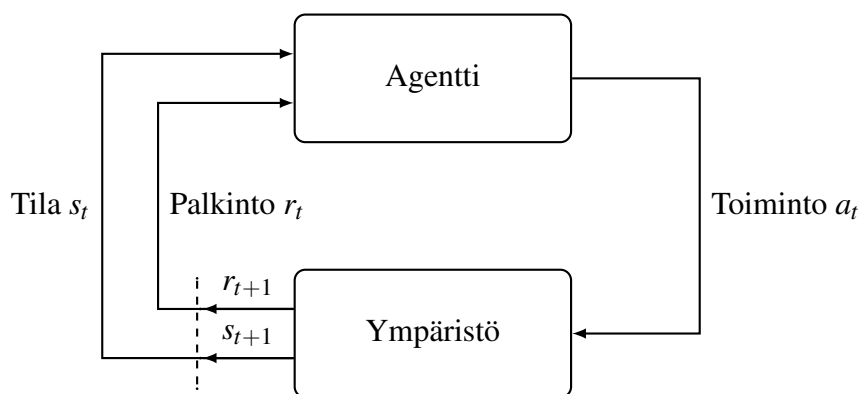 Agentti
Tila s_t
Palkinto r_t
Toiminto a_t
r_{t+1}
s_{t+1}
Ympäristö